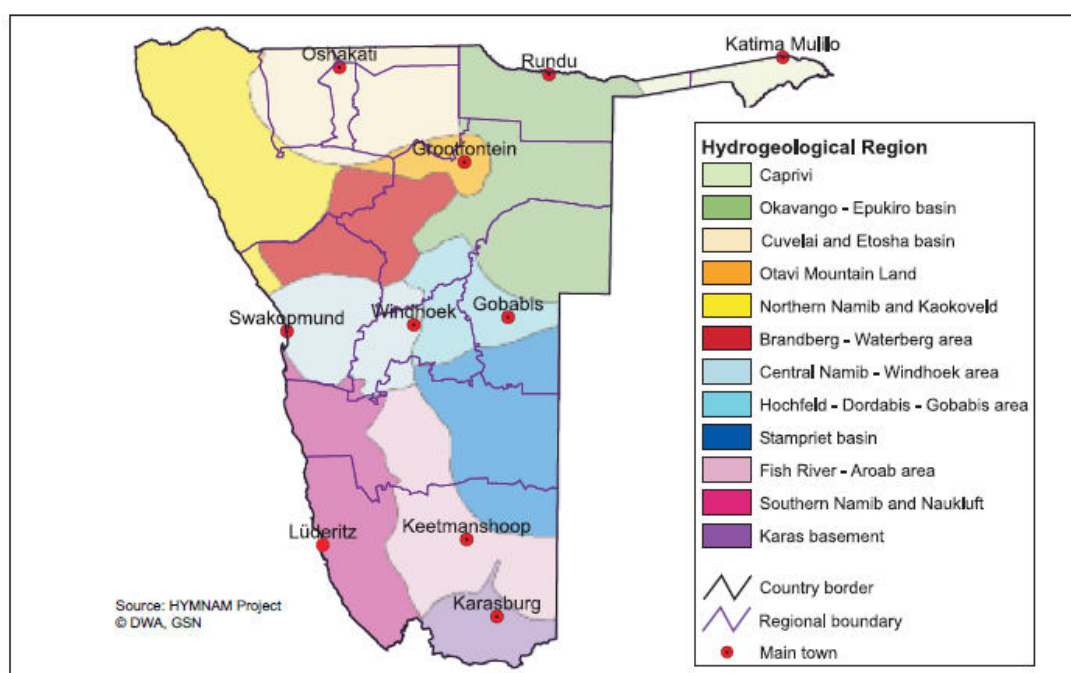 Katima Mulilo
Oshakati
Rundu
Grootfontein
Swakopmund
Windhoek
Gobabis
Lüderitz
Keetmanshoop
Karasburg
Source: HYMNAM Project
© DWA, GSN
Hydrogeological Region
Caprivi
Okavango - Epukiro basin
Cuvelai and Etosha basin
Otavi Mountain Land
Northern Namib and Kaokoveld
Brandberg - Waterberg area
Central Namib - Windhoek area
Hochfeld - Dordabis - Gobabis area
Stampriet basin
Fish River - Aroab area
Southern Namib and Naukluft
Karas basement
Country border
Regional boundary
Main town